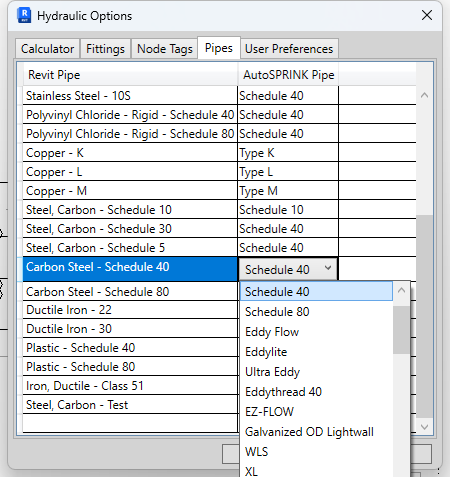 Hydraulic Options
Calculator Fittings Node Tags Pipes User Preferences
Revit Pipe AutoSPRINK Pipe
Stainless Steel - 10S Schedule 40
Polyvinyl Chloride - Rigid - Schedule 40 Schedule 40
Polyvinyl Chloride - Rigid - Schedule 80 Schedule 40
Copper - K Type K
Copper - L Type L
Copper - M Type M
Steel, Carbon - Schedule 10 Schedule 10
Steel, Carbon - Schedule 30 Schedule 40
Steel, Carbon - Schedule 5 Schedule 40
Carbon Steel - Schedule 40 Schedule 40
Carbon Steel - Schedule 80 Schedule 40
Ductile Iron - 22 Schedule 80
Ductile Iron - 30 Eddy Flow
Plastic - Schedule 40 Eddylite
Plastic - Schedule 80 Ultra Eddy
Iron, Ductile - Class 51 Eddythread 40
Steel, Carbon - Test EZ-FLOW
Galvanized OD Lightwall
WLS
XL